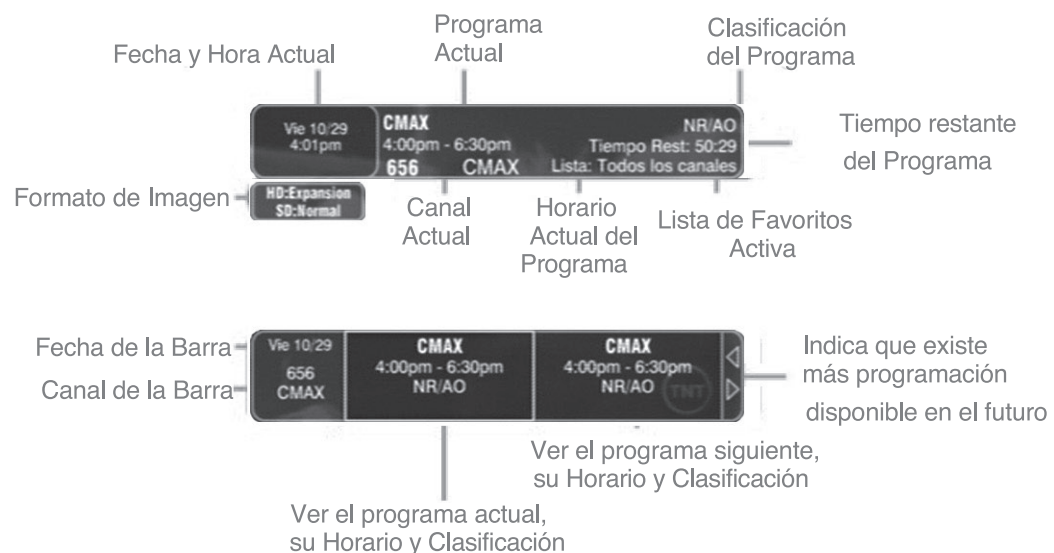 Programa
Actual
Clasificación
del Programa
Fecha y Hora Actual
Vie 10/29
4:01pm
CMAX
4:00pm - 6:30pm
656 CMAX
NR/AO
Tiempo Rest: 50:29
Lista: Todos los canales
Tiempo restante
del Programa
Formato de Imagen
HD:Expansion
SD:Normal
Canal
Actual
Horario
Actual del
Programa
Lista de Favoritos
Activa
Fecha de la Barra
Canal de la Barra
Vie 10/29
656
CMAX
CMAX
4:00pm - 6:30pm
NR/AO
CMAX
4:00pm - 6:30pm
NR/AO
TNT
Indica que existe
más programación
disponible en el futuro
Ver el programa siguiente,
su Horario y Clasificación
Ver el programa actual,
su Horario y Clasificación